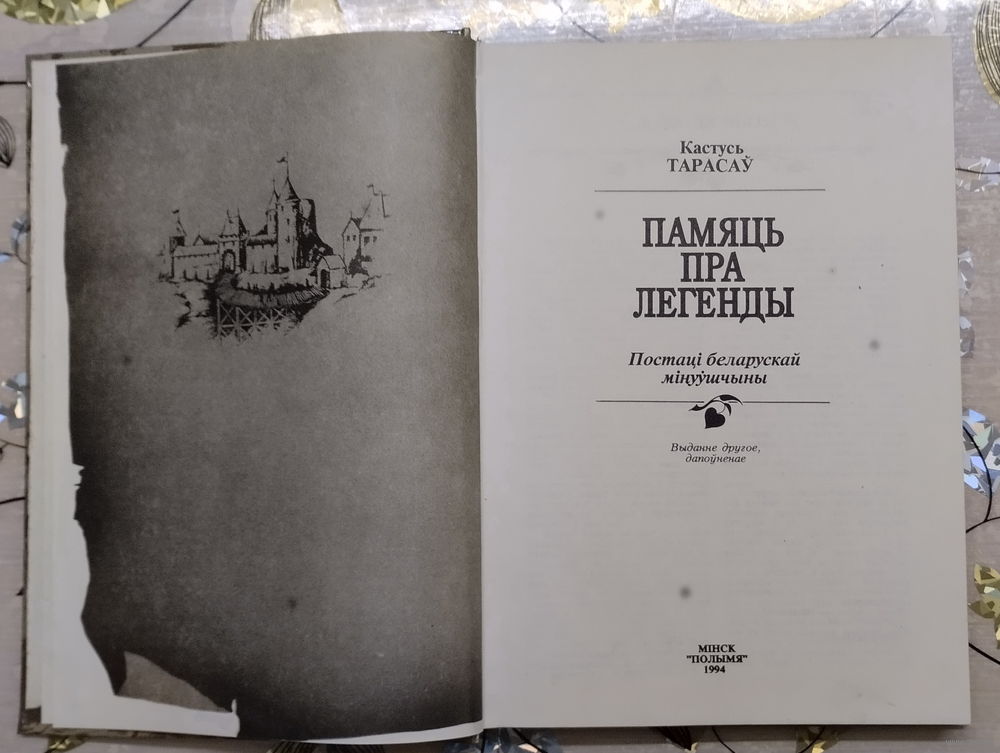 Кастусь
ТАРАСАЎ
ПАМЯЦЬ
ПРА
ЛЕГЕНДЫ
Постаці беларускай
мінуўшчыны
Выданне другое,
дапоўненае
МІНСК
"ПОЛЫМЯ"
1994